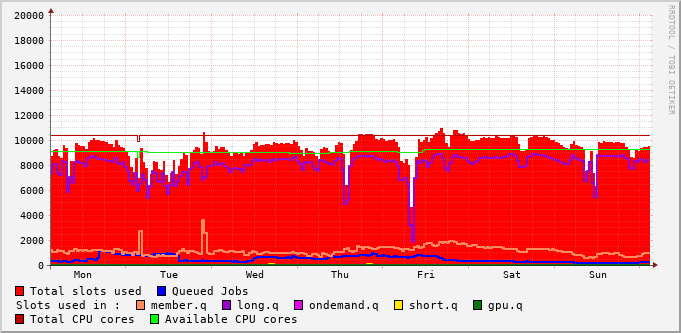 RRDTOOL / TOBI OETIKER
20000
18000
16000
14000
12000
10000
8000
6000
4000
2000
0
Mon Tue Wed Thu Fri Sat Sun
Total slots used Queued Jobs
Slots used in : member.q long.q ondemand.q short.q gpu.q
Total CPU cores Available CPU cores